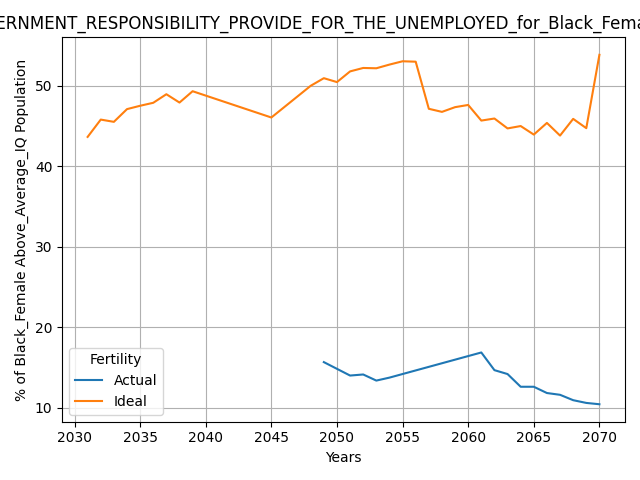 ERNMENT_RESPONSIBILITY_PROVIDE_FOR_THE_UNEMPLOYED_for_Black_Fema
% of Black_Female Above_Average_IQ Population
50
40
30
20
10
Fertility
Actual
Ideal
2030 2035 2040 2045 2050 2055 2060 2065 2070
Years